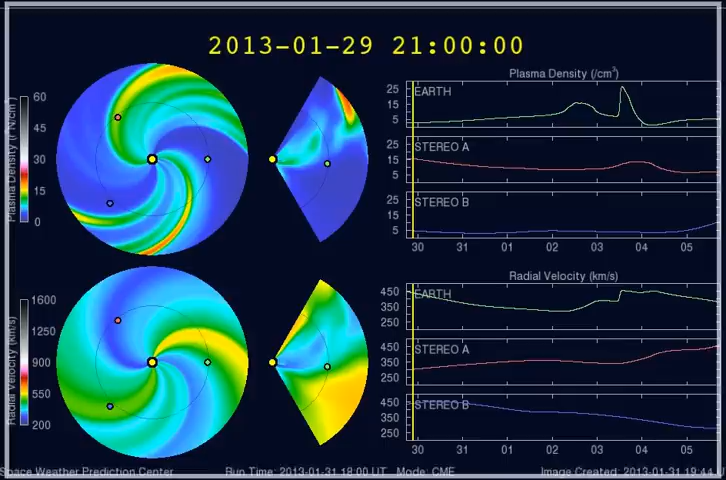 2013-01-29 21:00:00
Plasma Density (/cm³)
EARTH
25
15
5
STEREO A
25
15
5
STEREO B
25
15
5
30 31 01 02 03 04 05
60
45
30
15
0
Radial Velocity (km/s)
EARTH
450
350
250
STEREO A
450
350
250
STEREO B
450
350
250
30 31 01 02 03 04 05
Radial Velocity (km/s)
1600
1250
900
550
200
Space Weather Prediction Center
Run Time: 2013-01-31 18:00 UT Mode: CME
Image Created: 2013-01-31 19:44